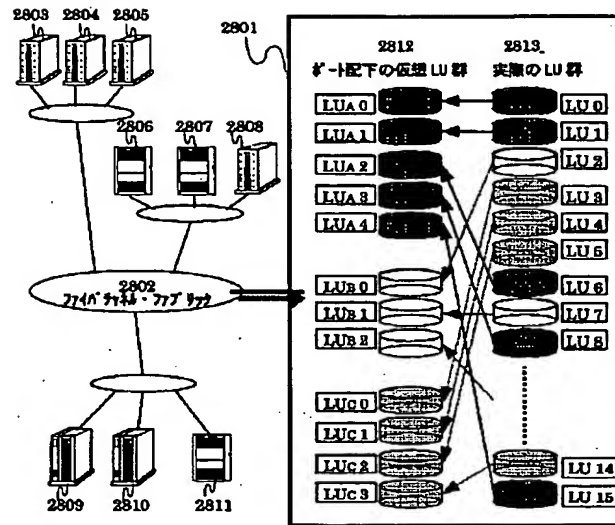 2803 2804 2805
2801
2812
2813
ポート配下の仮想LU群
実際のLU群
LUA 0
LU 0
LUA 1
LU 1
2806 2807 2808
LUA 2
LU 2
LUA 3
LU 3
LUA 4
LU 4
LU 5
2802
ファイバチャネル・ファブリック
LUB 0
LU 6
LUB 1
LU 7
LUB 2
LU 8
LUC 0
LUC 1
LUC 2
LU 14
LUC 3
LU 15
2809 2810 2811